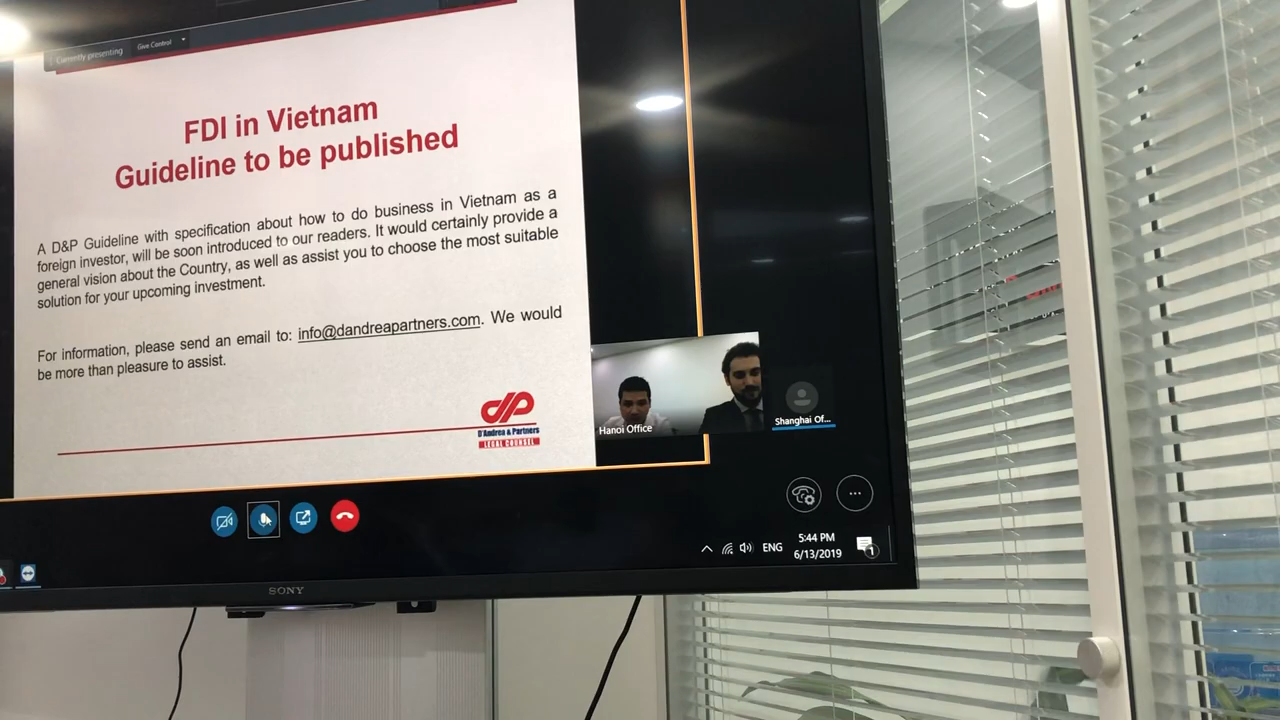 Currently presenting
Give Control
FDI in Vietnam
Guideline to be published
A D&P Guideline with specification about how to do business in Vietnam as a
foreign investor, will be soon introduced to our readers. It would certainly provide a
general vision about the Country, as well as assist you to choose the most suitable
solution for your upcoming investment.
For information, please send an email to: info@dandreapartners.com. We would
be more than pleasure to assist.
dp
D'Andrea & Partners
LEGAL COUNSEL
Hanoi Office
Shanghai Of...
ENG
5:44 PM
6/13/2019
1
SONY